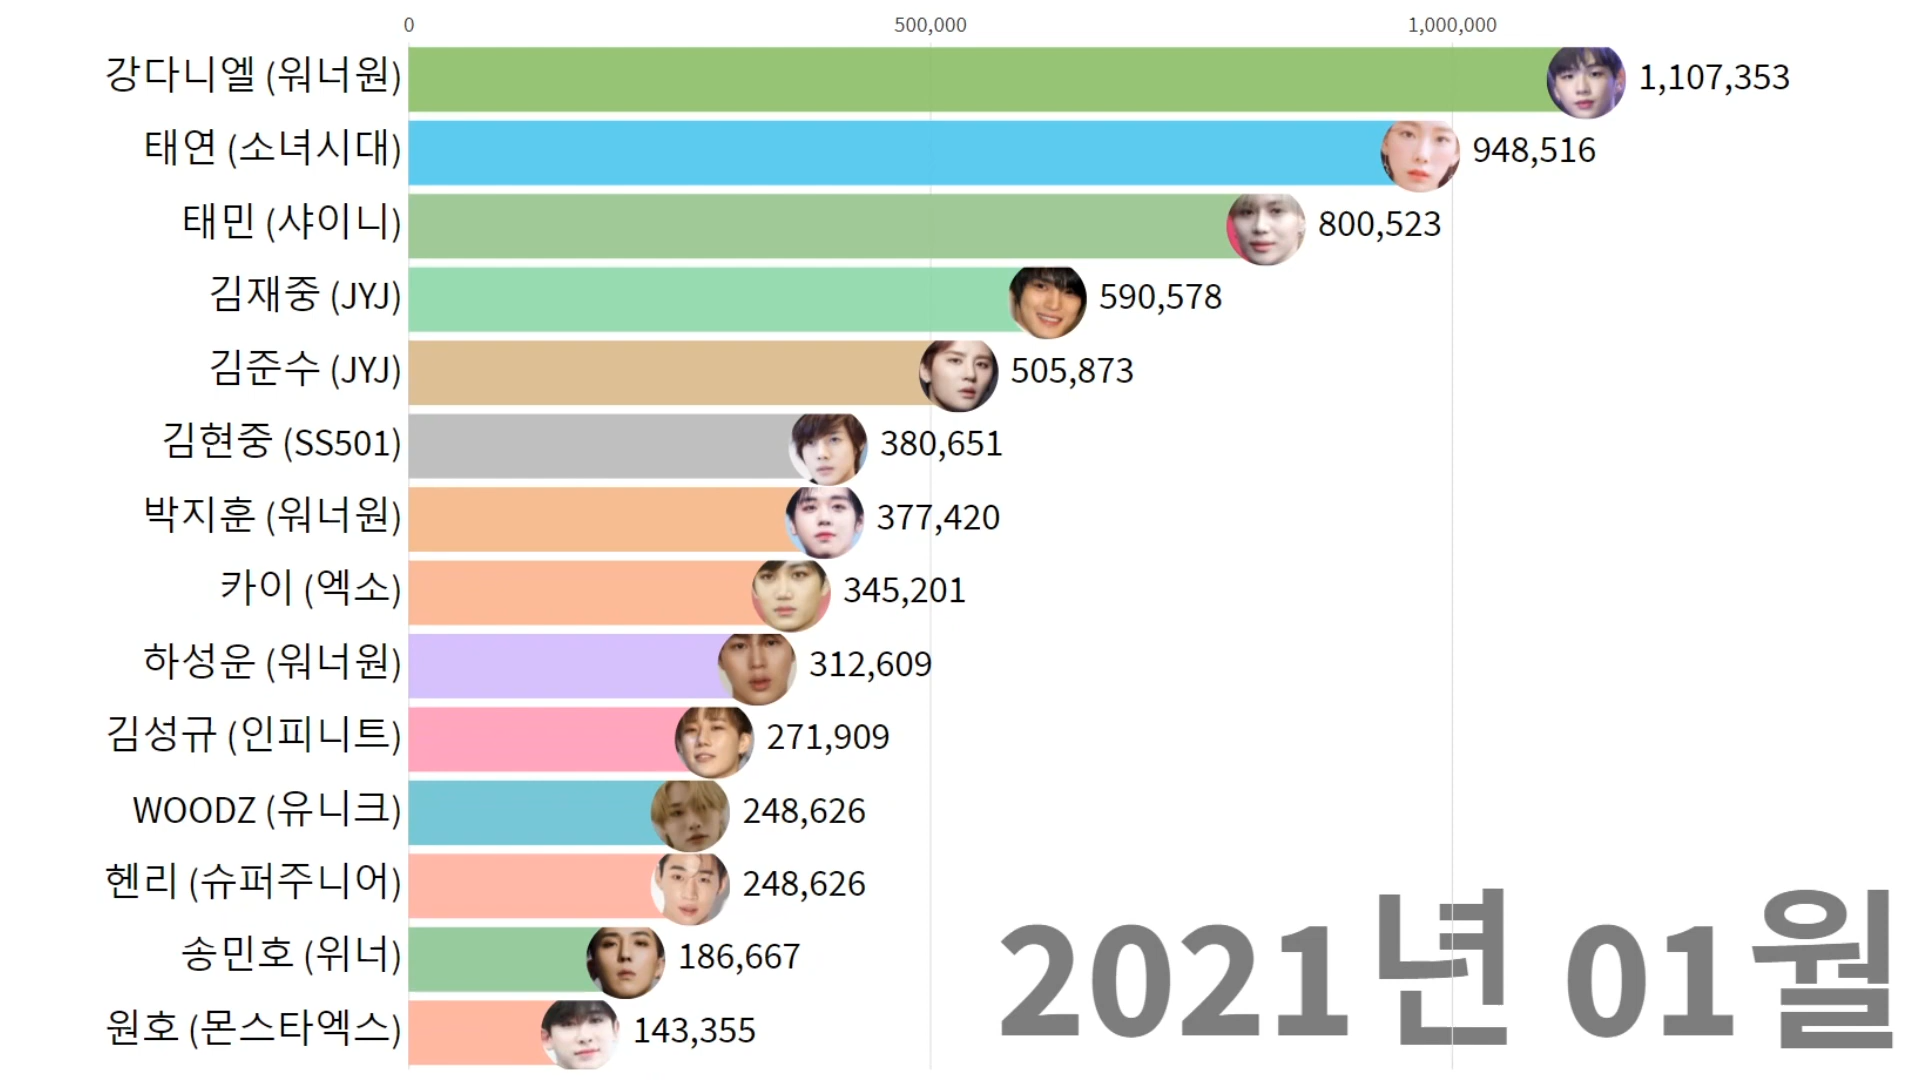 0 500,000 1,000,000
강다니엘 (워너원) 1,107,353
태연 (소녀시대) 948,516
태민 (샤이니) 800,523
김재중 (JYJ) 590,578
김준수 (JYJ) 505,873
김현중 (SS501) 380,651
박지훈 (워너원) 377,420
카이 (엑소) 345,201
하성운 (워너원) 312,609
김성규 (인피니트) 271,909
WOODZ (유니크) 248,626
헨리 (슈퍼주니어) 248,626
송민호 (위너) 186,667
원호 (몬스타엑스) 143,355
2021년 01월